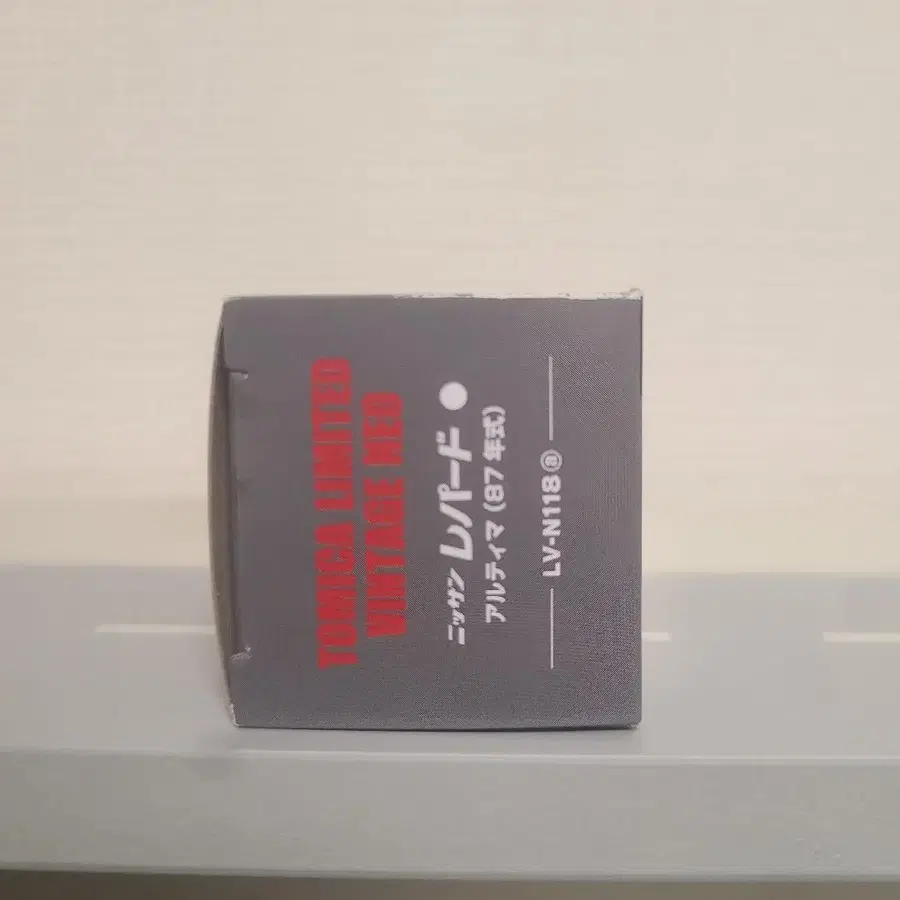 TOMICA LIMITED
VINTAGE NEO
ニッサン レパード
アルティマ (87年式)
LV-N118ⓐ